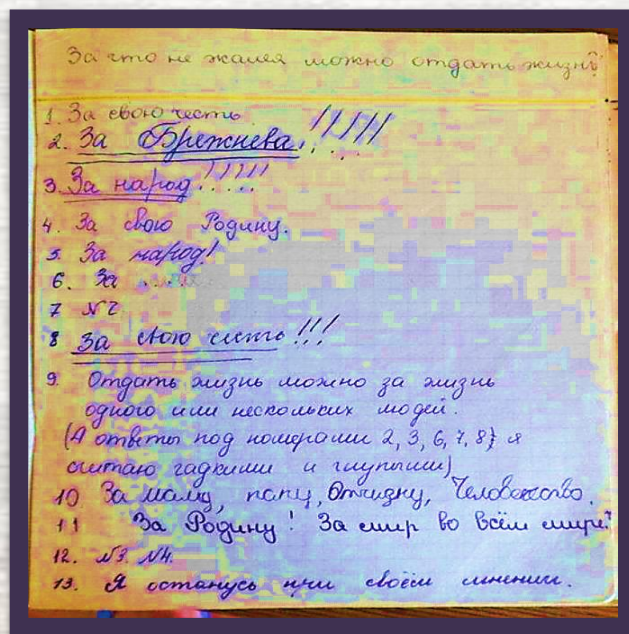 За что не жалея можно отдать жизнь?
1. За свою честь.
2. За Брежнева!!!!!
3. За народ!!!!!
4. За свою Родину.
5. За народ!
6. За
7 №2
8 За свою честь!!!
9. Отдать жизнь можно за жизнь
одного или нескольких людей.
(А ответы под номерами 2, 3, 6, 7, 8) я
считаю гадкими и глупыми)
10 За маму, папу, Отчизну, Человечество.
11 За Родину! За мир во всём мире!
12. №3. №4.
13. Я останусь при своём мнении.